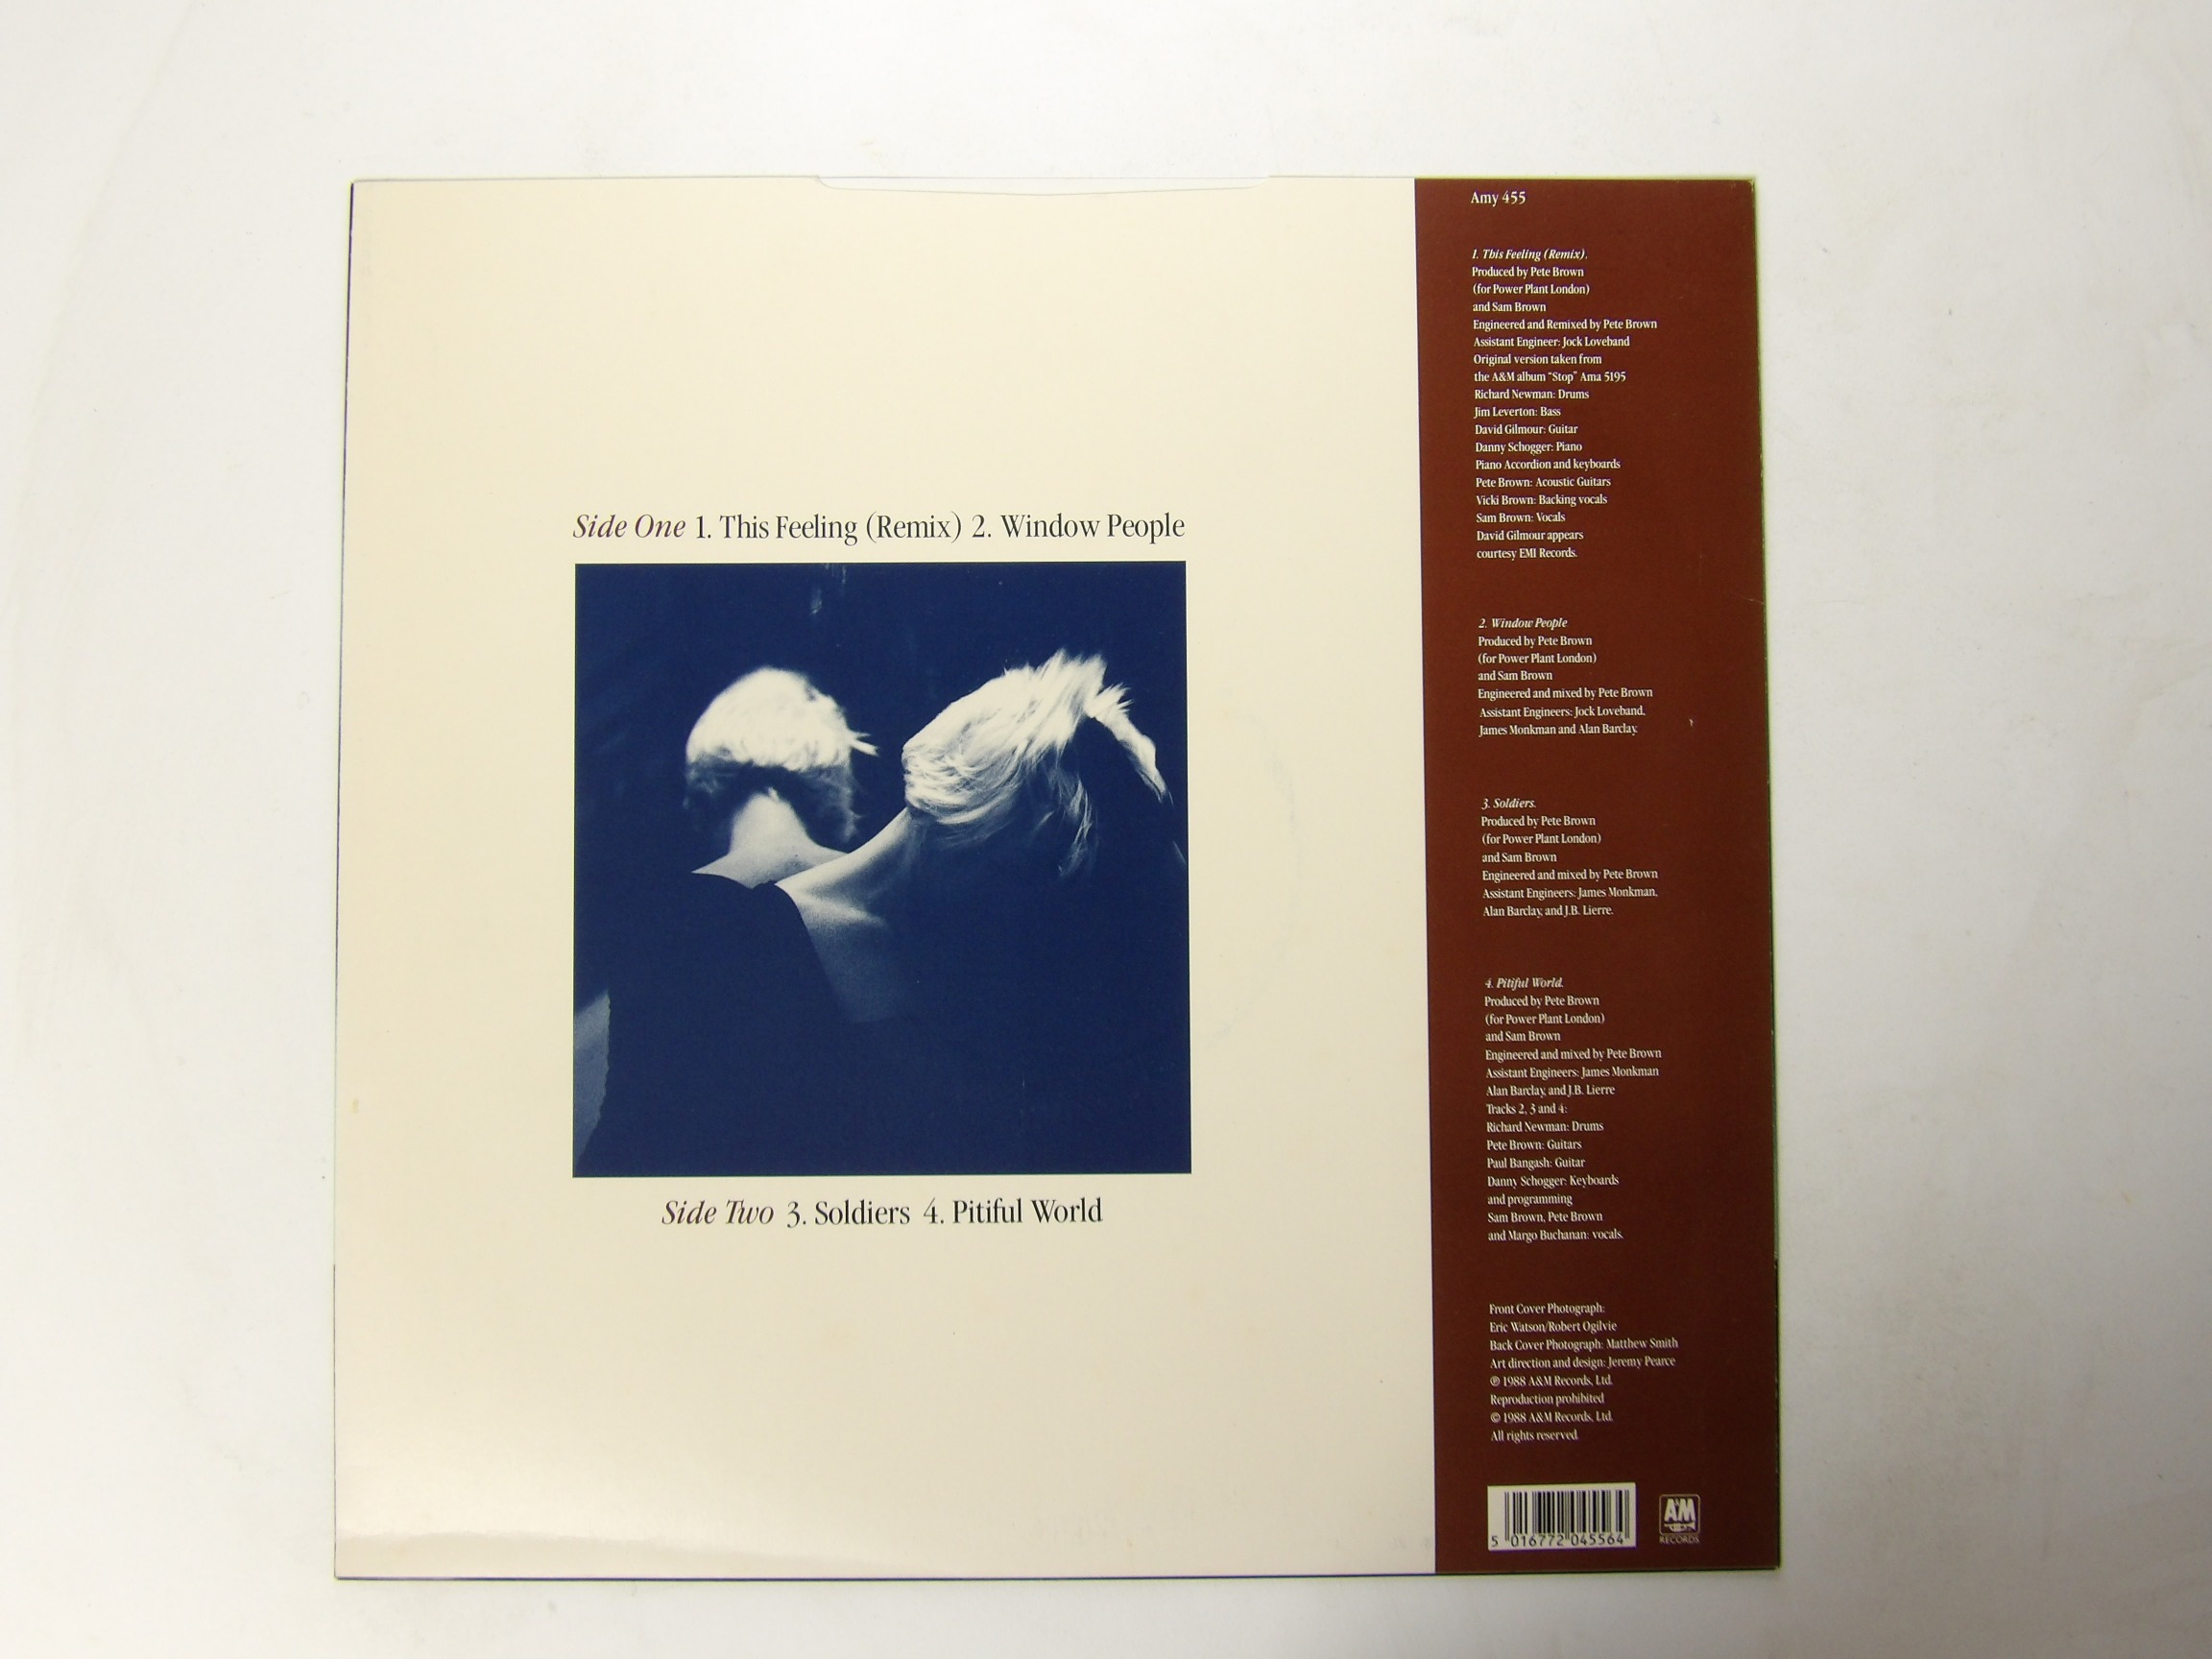 Side One 1. This Feeling (Remix) 2. Window People
Side Two 3. Soldiers 4. Pitiful World
Amy 455
1. This Feeling (Remix).
Produced by Pete Brown
(for Power Plant London)
and Sam Brown
Engineered and Remixed by Pete Brown
Assistant Engineer: Jock Loveband
Original version taken from
the A&M album "Stop" Ama 5195
Richard Newman: Drums
Jim Leverton: Bass
David Gilmour: Guitar
Danny Schogger: Piano
Piano Accordion and keyboards
Pete Brown: Acoustic Guitars
Vicki Brown: Backing vocals
Sam Brown: Vocals
David Gilmour appears
courtesy EMI Records.
2. Window People
Produced by Pete Brown
(for Power Plant London)
and Sam Brown
Engineered and mixed by Pete Brown
Assistant Engineers: Jock Loveband,
James Monkman and Alan Barclay.
3. Soldiers.
Produced by Pete Brown
(for Power Plant London)
and Sam Brown
Engineered and mixed by Pete Brown
Assistant Engineers: James Monkman,
Alan Barclay, and J.B. Lierre.
4. Pitiful World.
Produced by Pete Brown
(for Power Plant London)
and Sam Brown
Engineered and mixed by Pete Brown
Assistant Engineers: James Monkman
Alan Barclay, and J.B. Lierre
Tracks 2, 3 and 4:
Richard Newman: Drums
Pete Brown: Guitars
Paul Bangash: Guitar
Danny Schogger: Keyboards
and programming
Sam Brown, Pete Brown
and Margo Buchanan: vocals.
Front Cover Photograph:
Eric Watson/Robert Ogilvie
Back Cover Photograph: Matthew Smith
Art direction and design: Jeremy Pearce
℗ 1988 A&M Records, Ltd.
Reproduction prohibited
© 1988 A&M Records, Ltd.
All rights reserved.
5 016772 045564
A&M
RECORDS